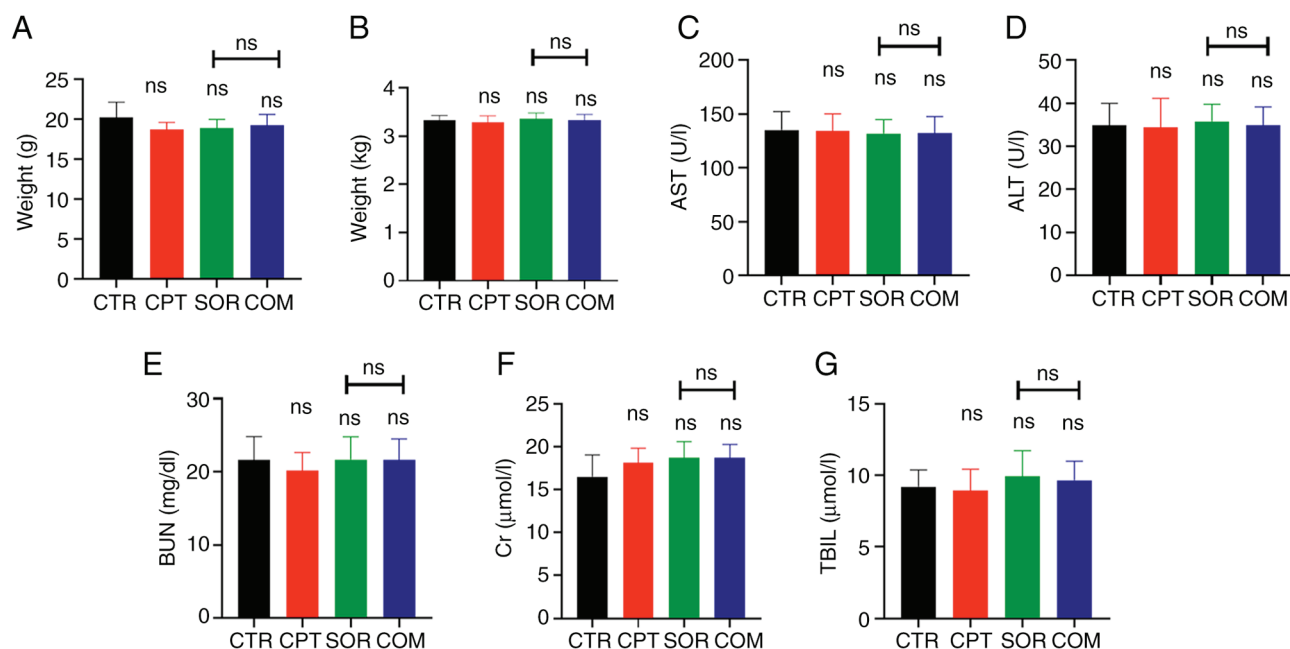 A
ns
ns
ns
ns
25
20
15
10
5
0
Weight (g)
CTR CPT SOR COM
B
ns
ns
ns
ns
4
3
2
1
0
Weight (kg)
CTR CPT SOR COM
C
ns
ns
ns
ns
200
150
100
50
0
AST (U/l)
CTR CPT SOR COM
D
ns
ns
ns
ns
50
40
30
20
10
0
ALT (U/l)
CTR CPT SOR COM
E
ns
ns
ns
ns
30
20
10
0
BUN (mg/dl)
CTR CPT SOR COM
F
ns
ns
ns
ns
25
20
15
10
5
0
Cr (μmol/l)
CTR CPT SOR COM
G
ns
ns
ns
ns
15
10
5
0
TBIL (μmol/l)
CTR CPT SOR COM